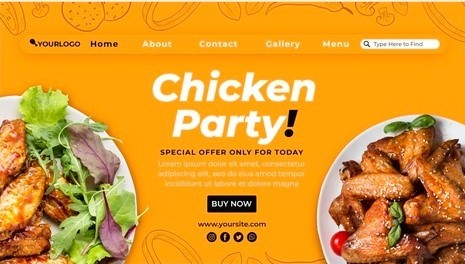 YOURLOGO Home About Contact Gallery Menu Type Here to Find
Chicken
Party!
SPECIAL OFFER ONLY FOR TODAY
Lorem ipsum dolor sit amet, consectetur
adipiscing elit, sed do eiusmod tempor
incididunt ut labore et dolore magna
BUY NOW
www.yoursite.com